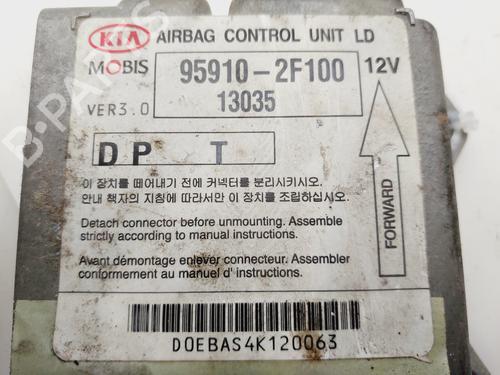 KIA AIRBAG CONTROL UNIT LD
MOBIS 95910-2F100 12V
VER3.0 13035
D P T
이 장치를 떼어내기 전에 커넥터를 분리시키시오.
안내 책자의 지침에 따라서만 이 장치를 조립하시오.
Detach connector before unmounting. Assemble
strictly according to manual instructions.
Avant démontage enlever connecteur. Assembler
conformement au manuel d' instructions.
FORWARD
D0EBAS4K120063
B-PARTS